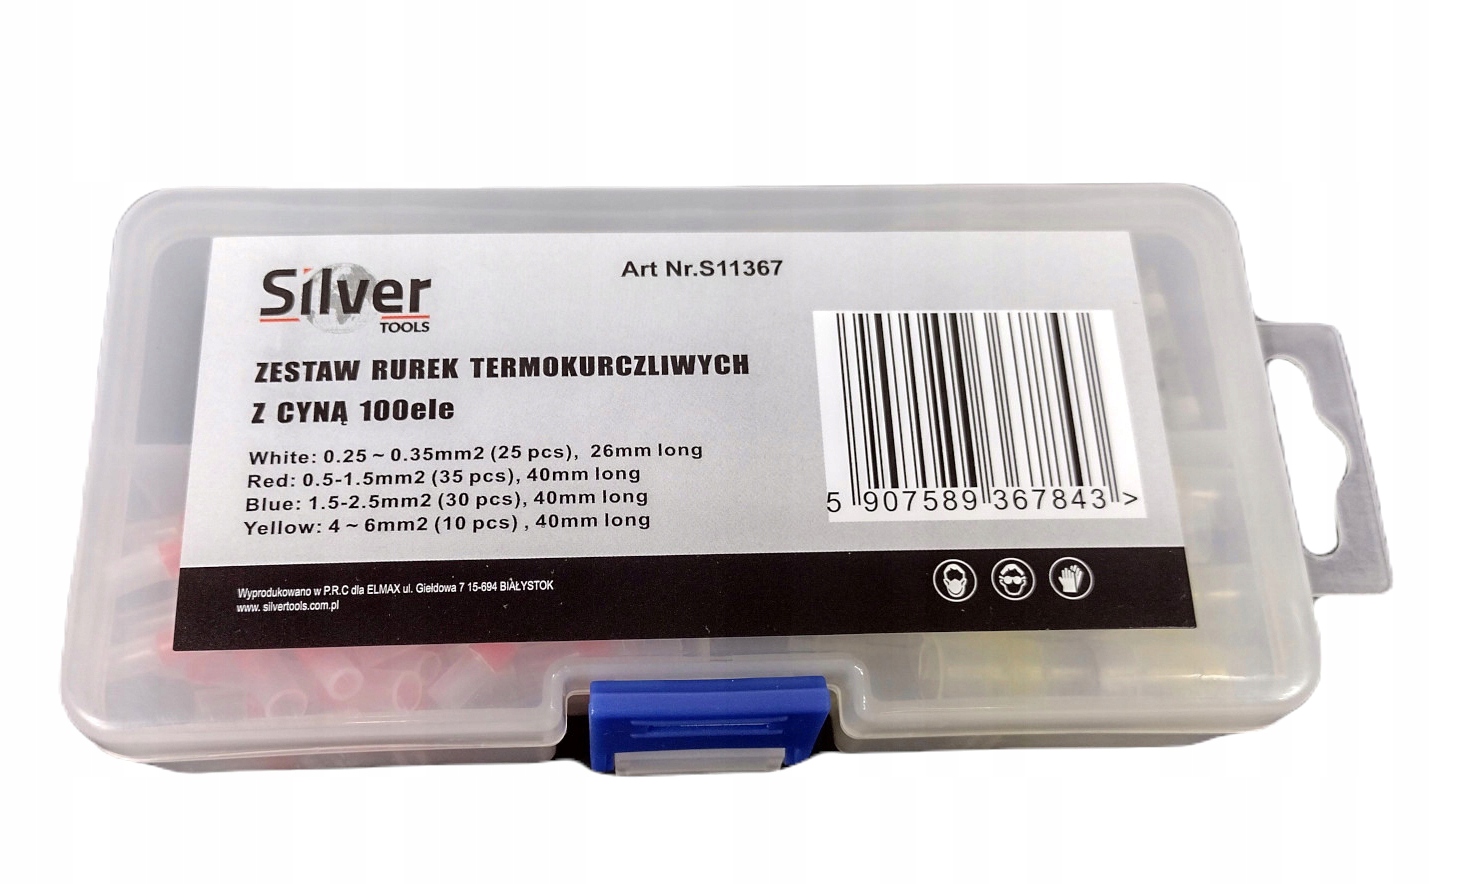 Silver
TOOLS
Art Nr.S11367
ZESTAW RUREK TERMOKURCZLIWYCH
Z CYNĄ 100ele
White: 0.25 ~ 0.35mm2 (25 pcs),  26mm long
Red: 0.5-1.5mm2 (35 pcs), 40mm long
Blue: 1.5-2.5mm2 (30 pcs), 40mm long
Yellow: 4 ~ 6mm2 (10 pcs) , 40mm long
5 907589 367843 >
Wyprodukowano w P.R.C dla ELMAX ul. Giełdowa 7 15-694 BIAŁYSTOK
www. silvertools.com.pl